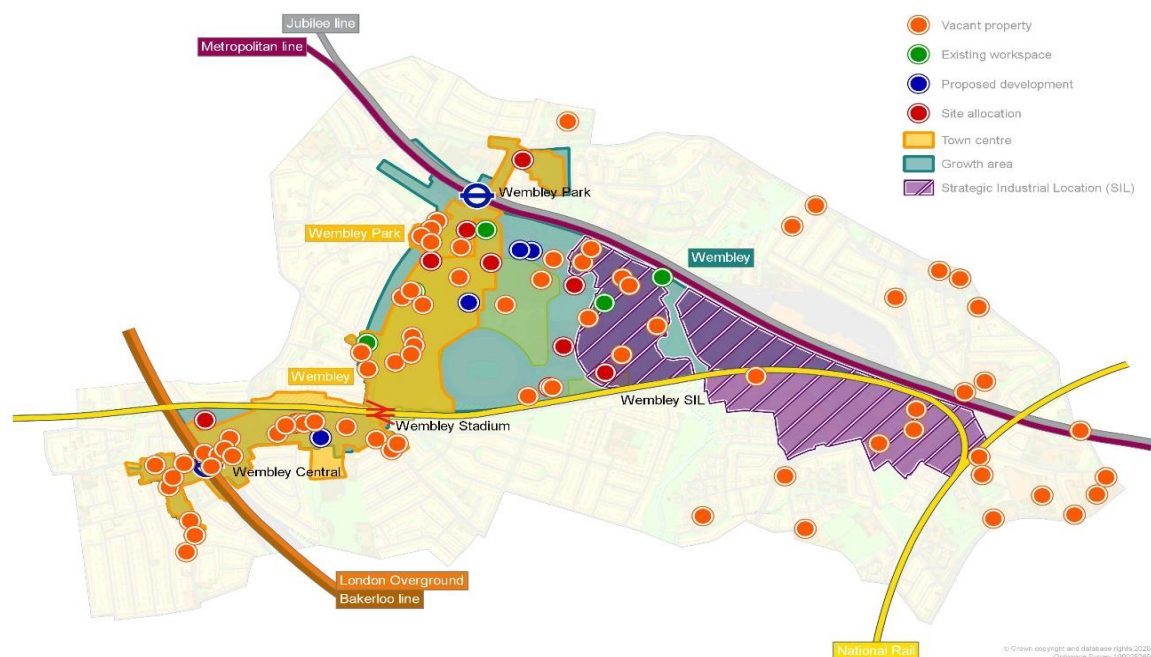 Jubilee line
Metropolitan line
Vacant property
Existing workspace
Proposed development
Site allocation
Town centre
Growth area
Strategic Industrial Location (SIL)
Wembley Park
Wembley Park
Wembley
Wembley
Wembley SIL
Wembley Stadium
Wembley Central
London Overground
Bakerloo line
National Rail
© Crown copyright and database rights 2020